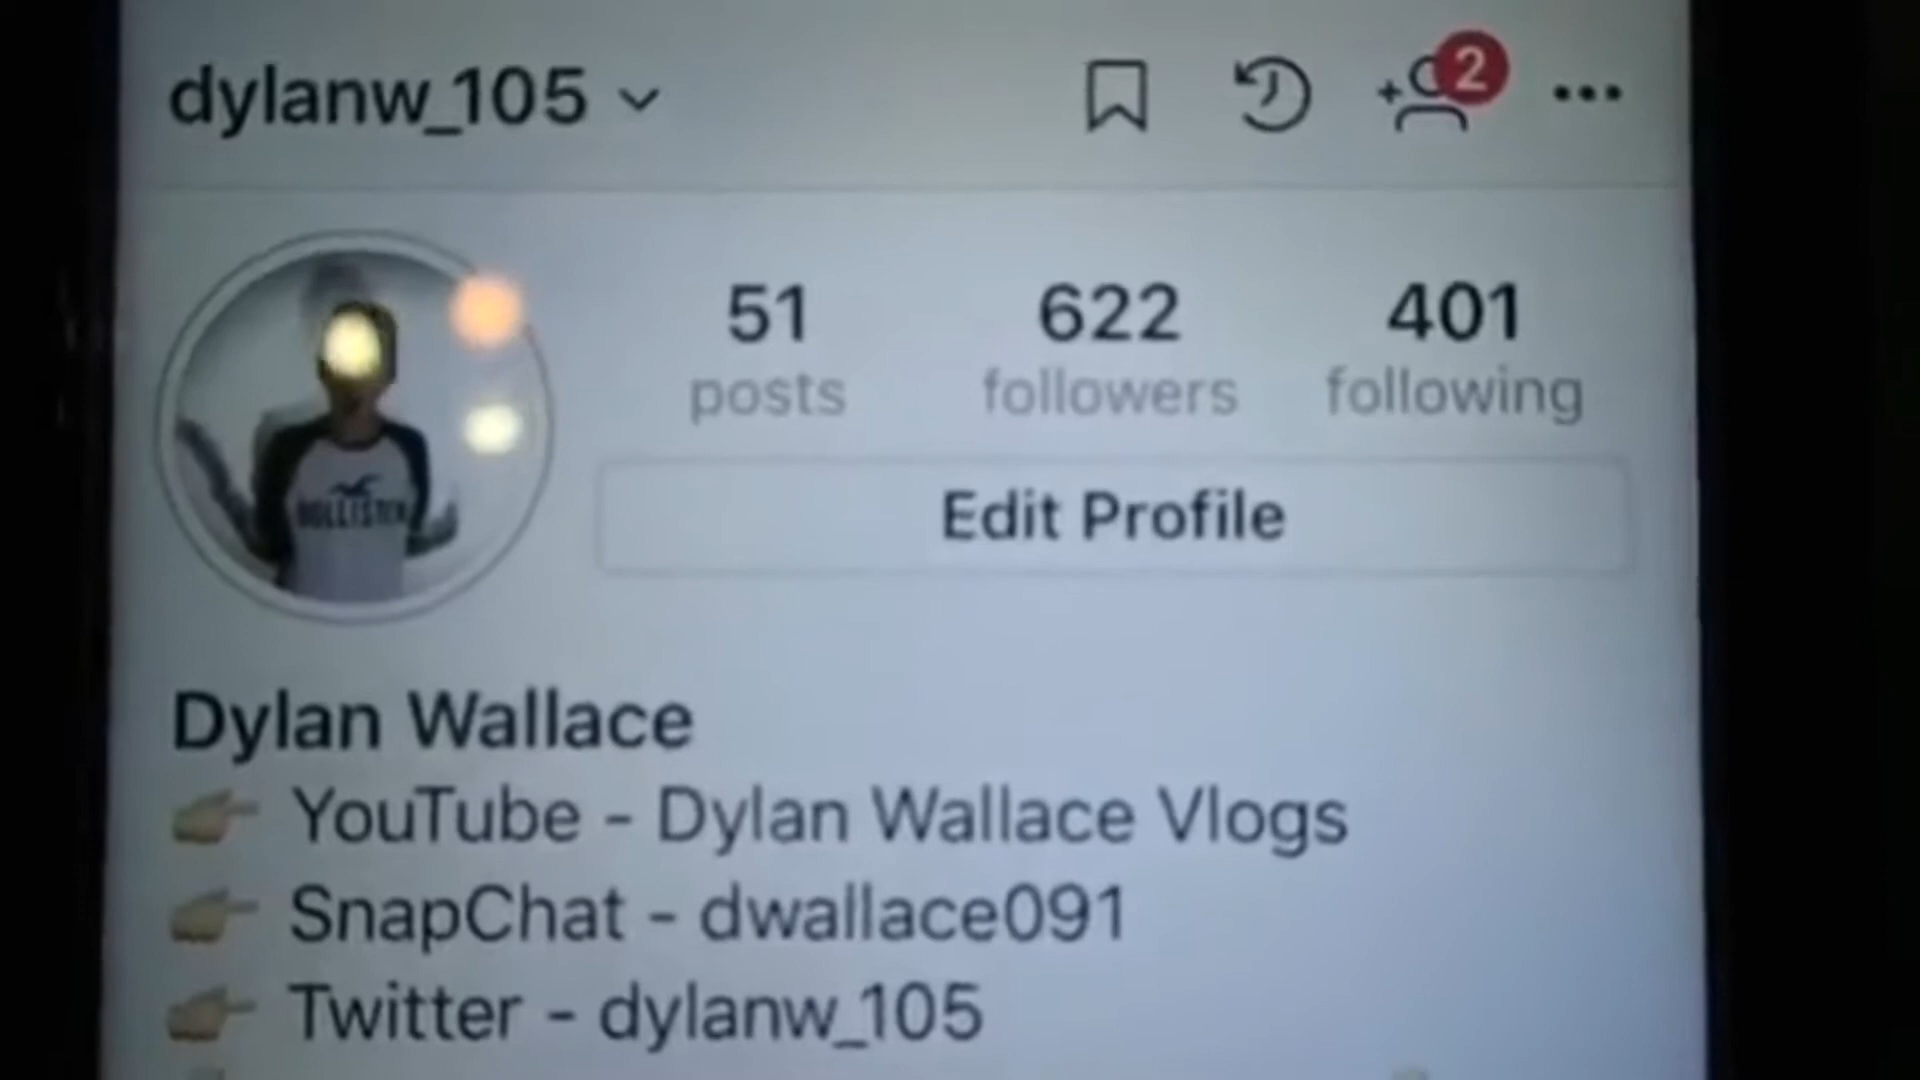 dylanw_105
2
51 622 401
posts followers following
Edit Profile
HOLLISTER
Dylan Wallace
👉🏼 YouTube - Dylan Wallace Vlogs
👉🏼 SnapChat - dwallace091
👉🏼 Twitter - dylanw_105